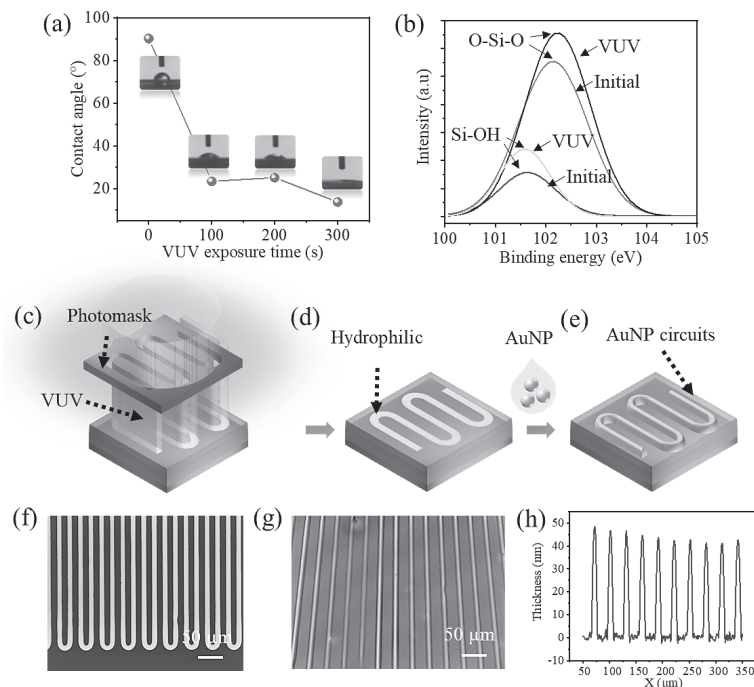 (a)
100
80
60
40
20
Contact angle (°)
0 100 200 300
VUV exposure time (s)
(b)
O-Si-O
VUV
Initial
Si-OH
VUV
Initial
Intensity (a.u)
100 101 102 103 104 105
Binding energy (eV)
(c)
Photomask
VUV
(d)
Hydrophilic
AuNP
(e)
AuNP circuits
(f)
50 µm
(g)
50 µm
(h)
50
40
30
20
10
0
-10
Thickness (nm)
50 100 150 200 250 300 350
X (um)